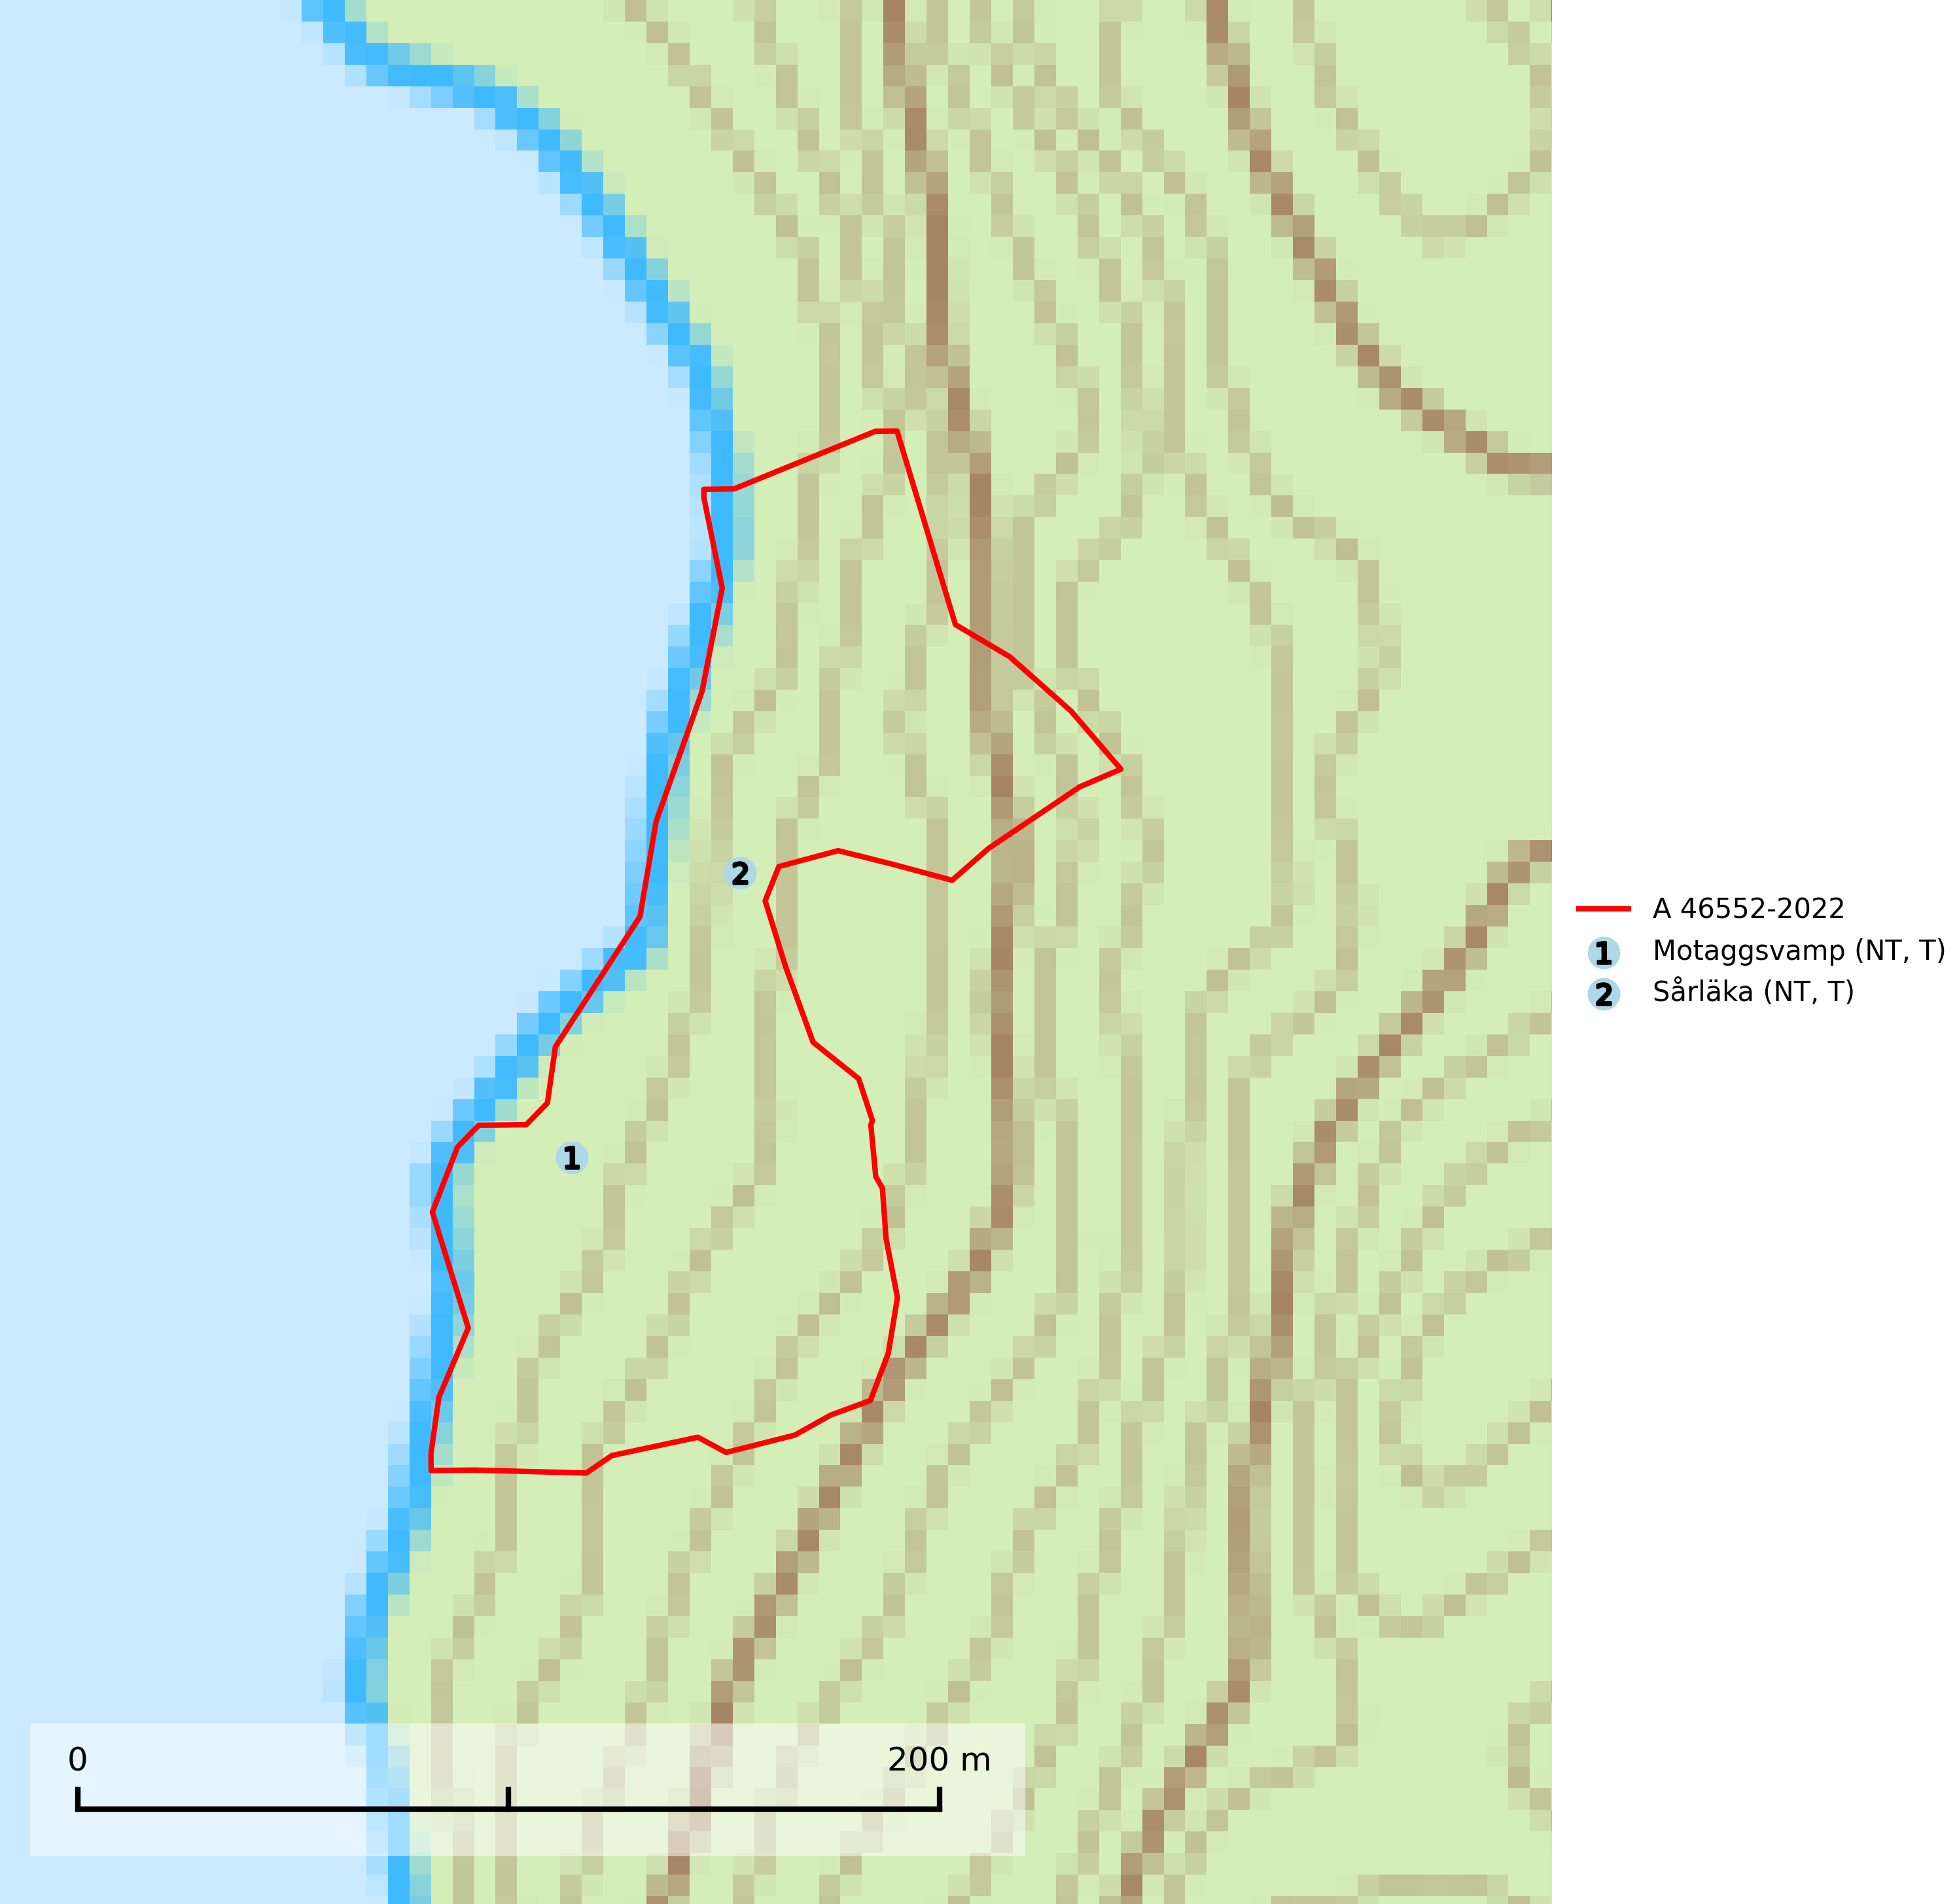 2
1
A 46552-2022
1 Motaggsvamp (NT, T)
2 Sårläka (NT, T)
0 200 m